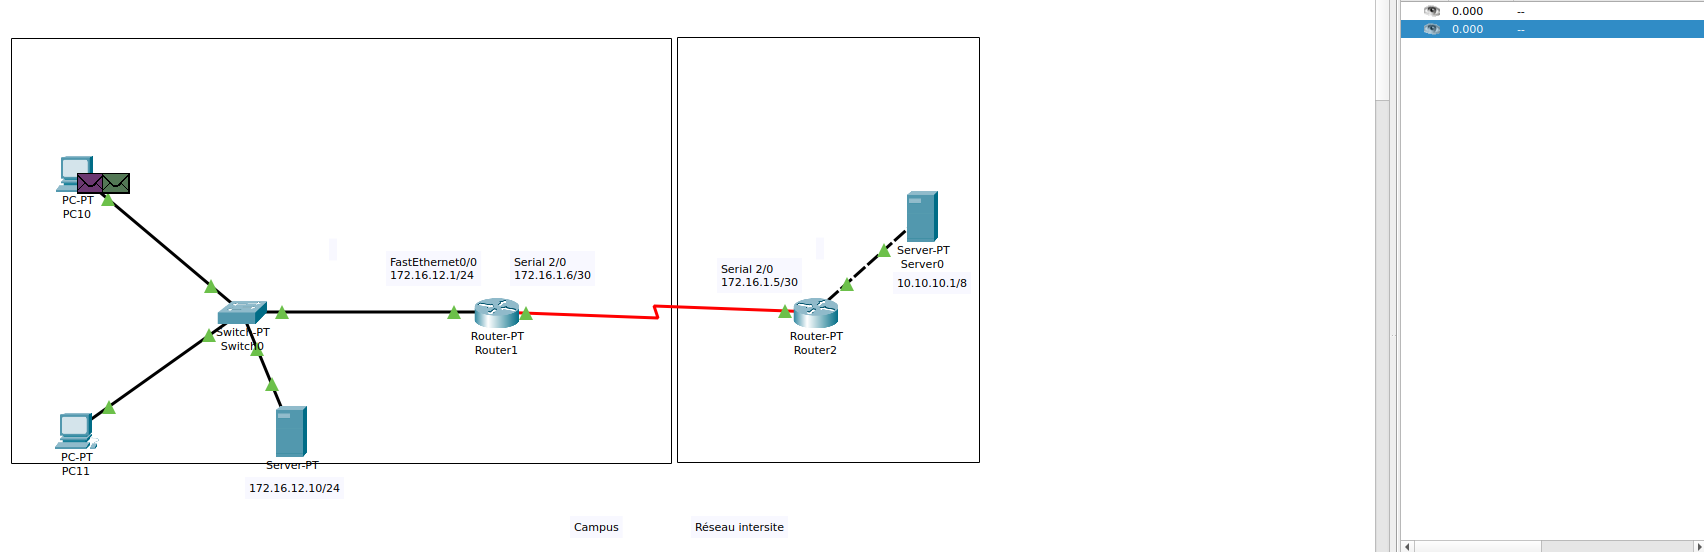 0.000 --
0.000 --
PC-PT
PC10
FastEthernet0/0
172.16.12.1/24
Serial 2/0
172.16.1.6/30
Serial 2/0
172.16.1.5/30
Server-PT
Server0
10.10.10.1/8
Switch-PT
Switch0
Router-PT
Router1
Router-PT
Router2
PC-PT
PC11
Server-PT
172.16.12.10/24
Campus
Réseau intersite